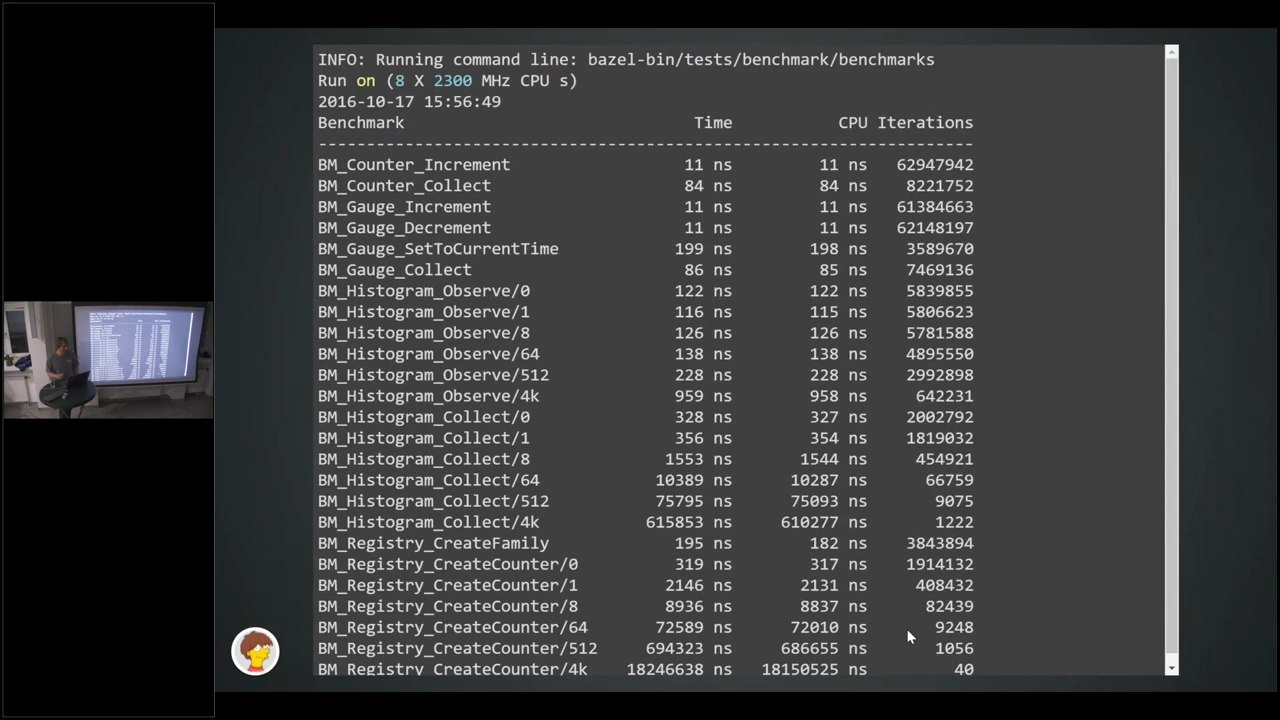 INFO: Running command line: bazel-bin/tests/benchmark/benchmarks
Run on (8 X 2300 MHz CPU s)
2016-10-17 15:56:49
Benchmark Time CPU Iterations
-----------------------------------------------------------------
BM_Counter_Increment 11 ns 11 ns 62947942
BM_Counter_Collect 84 ns 84 ns 8221752
BM_Gauge_Increment 11 ns 11 ns 61384663
BM_Gauge_Decrement 11 ns 11 ns 62148197
BM_Gauge_SetToCurrentTime 199 ns 198 ns 3589670
BM_Gauge_Collect 86 ns 85 ns 7469136
BM_Histogram_Observe/0 122 ns 122 ns 5839855
BM_Histogram_Observe/1 116 ns 115 ns 5806623
BM_Histogram_Observe/8 126 ns 126 ns 5781588
BM_Histogram_Observe/64 138 ns 138 ns 4895550
BM_Histogram_Observe/512 228 ns 228 ns 2992898
BM_Histogram_Observe/4k 959 ns 958 ns 642231
BM_Histogram_Collect/0 328 ns 327 ns 2002792
BM_Histogram_Collect/1 356 ns 354 ns 1819032
BM_Histogram_Collect/8 1553 ns 1544 ns 454921
BM_Histogram_Collect/64 10389 ns 10287 ns 66759
BM_Histogram_Collect/512 75795 ns 75093 ns 9075
BM_Histogram_Collect/4k 615853 ns 610277 ns 1222
BM_Registry_CreateFamily 195 ns 182 ns 3843894
BM_Registry_CreateCounter/0 319 ns 317 ns 1914132
BM_Registry_CreateCounter/1 2146 ns 2131 ns 408432
BM_Registry_CreateCounter/8 8936 ns 8837 ns 82439
BM_Registry_CreateCounter/64 72589 ns 72010 ns 9248
BM_Registry_CreateCounter/512 694323 ns 686655 ns 1056
BM_Registry_CreateCounter/4k 18246638 ns 18150525 ns 40